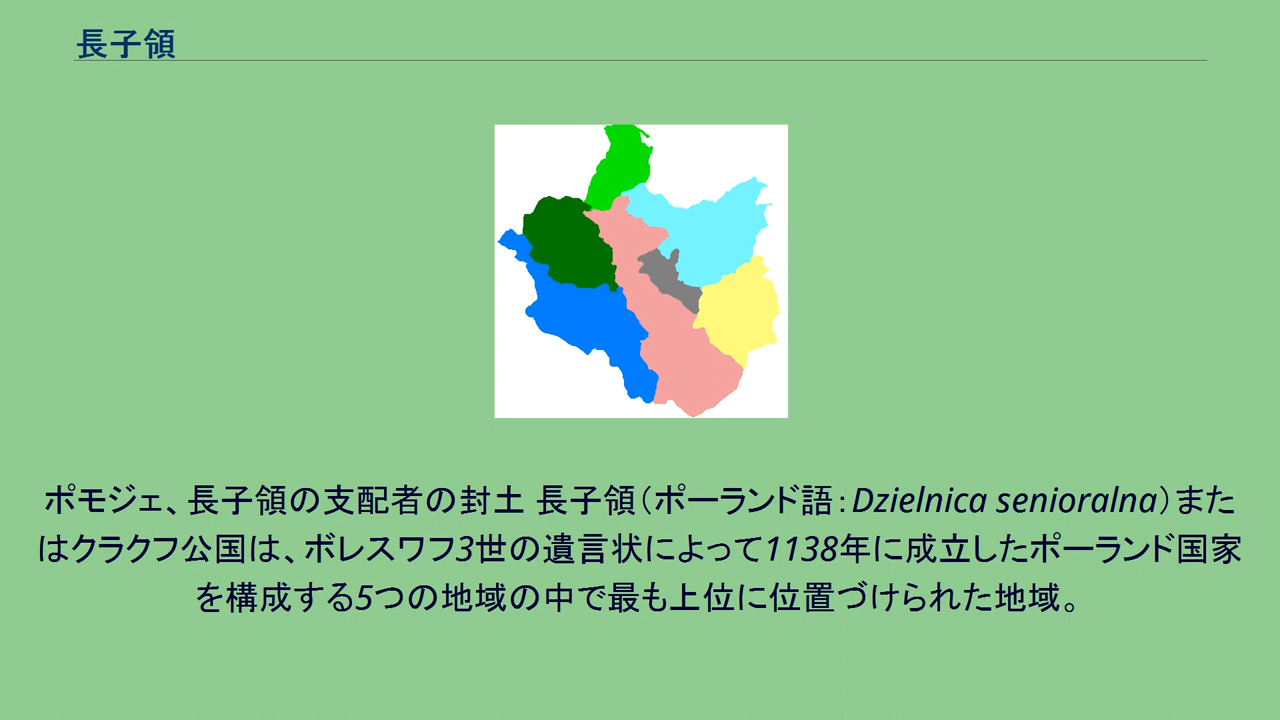 長子領
ポモジェ、長子領の支配者の封土 長子領（ポーランド語：Dzielnica senioralna）また
はクラクフ公国は、ボレスワフ3世の遺言状によって1138年に成立したポーランド国家
を構成する5つの地域の中で最も上位に位置づけられた地域。